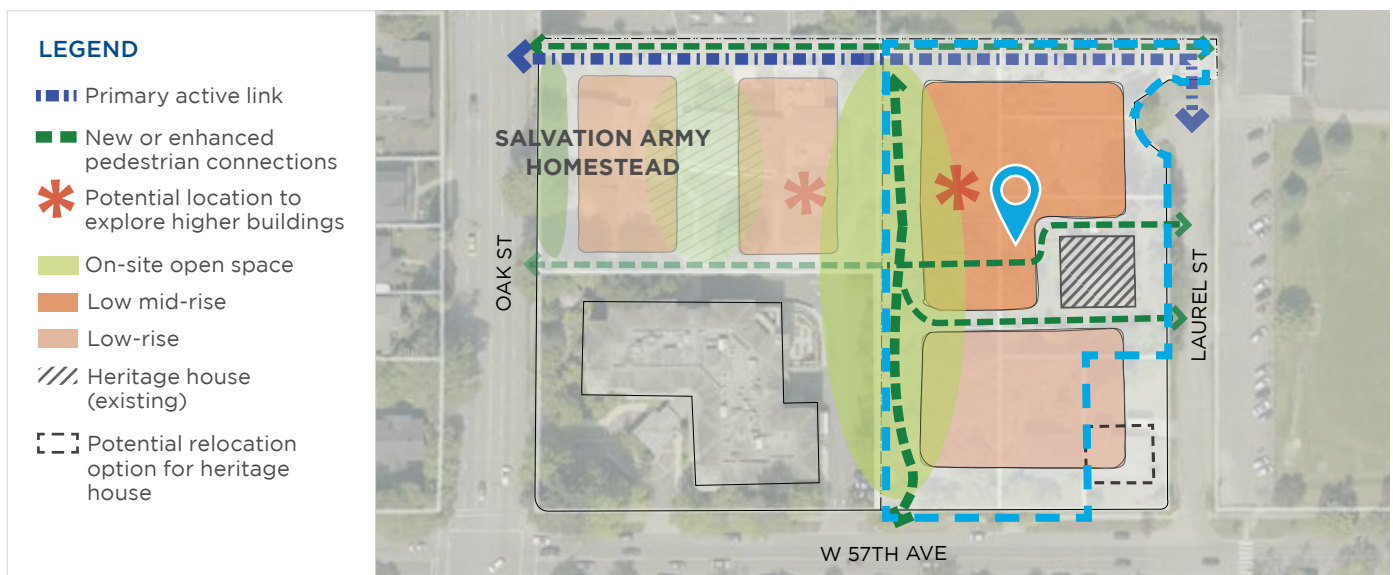 LEGEND
Primary active link
New or enhanced
pedestrian connections
Potential location to
explore higher buildings
On-site open space
Low mid-rise
Low-rise
Heritage house
(existing)
Potential relocation
option for heritage
house
SALVATION ARMY
HOMESTEAD
OAK ST
LAUREL ST
W 57TH AVE